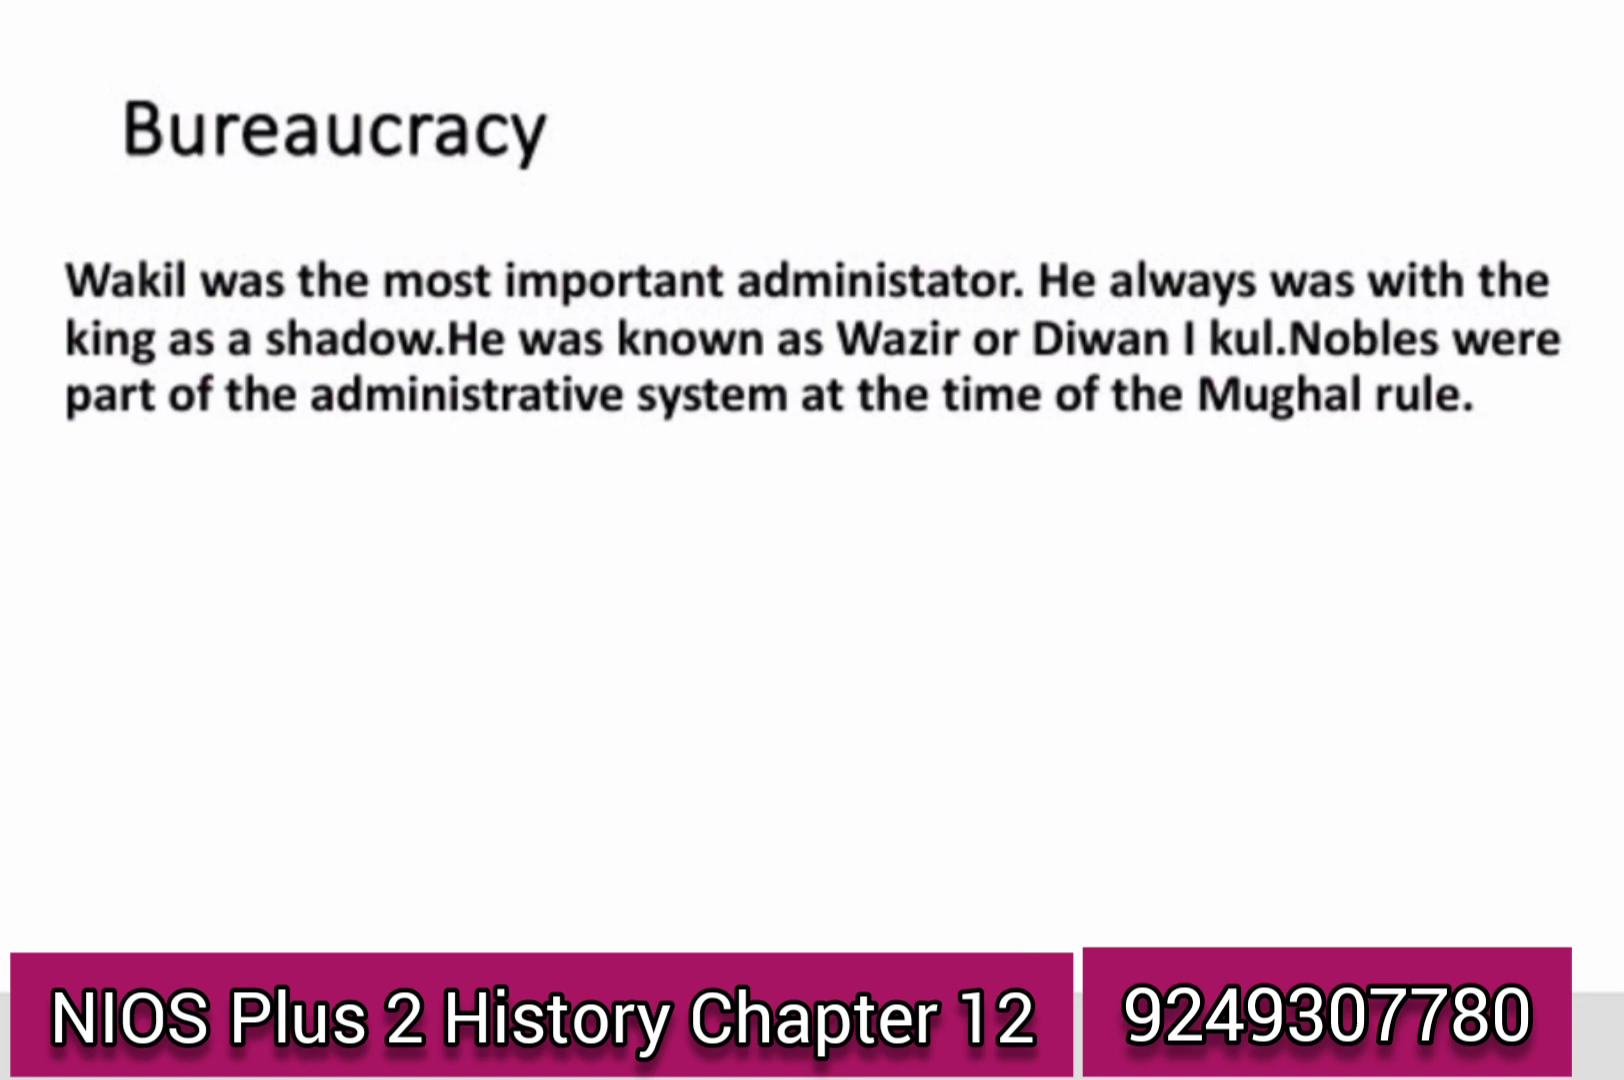 Bureaucracy
Wakil was the most important administator. He always was with the
king as a shadow.He was known as Wazir or Diwan I kul.Nobles were
part of the administrative system at the time of the Mughal rule.
NIOS Plus 2 History Chapter 12
9249307780